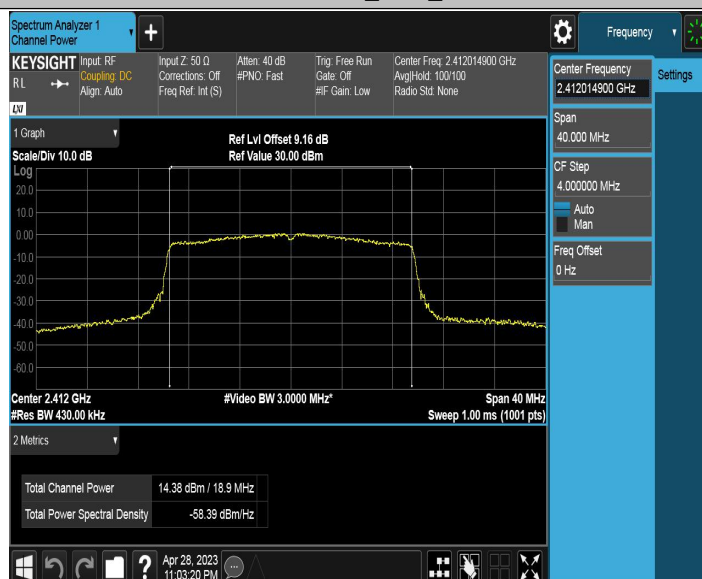 Spectrum Analyzer 1
Channel Power
Frequency
KEYSIGHT
RL
LXI
Input: RF
Coupling: DC
Align: Auto
Input Z: 50 Ω
Corrections: Off
Freq Ref: Int (S)
Atten: 40 dB
#PNO: Fast
Trig: Free Run
Gate: Off
#IF Gain: Low
Center Freq: 2.412014900 GHz
Avg|Hold: 100/100
Radio Std: None
Center Frequency
2.412014900 GHz
Settings
Span
40.000 MHz
CF Step
4.000000 MHz
Auto
Man
Freq Offset
0 Hz
1 Graph
Scale/Div 10.0 dB
Ref Lvl Offset 9.16 dB
Ref Value 30.00 dBm
Log
20.0
10.0
0.00
-10.0
-20.0
-30.0
-40.0
-50.0
-60.0
Center 2.412 GHz
#Video BW 3.0000 MHz*
Span 40 MHz
#Res BW 430.00 kHz
Sweep 1.00 ms (1001 pts)
2 Metrics
Total Channel Power 14.38 dBm / 18.9 MHz
Total Power Spectral Density -58.39 dBm/Hz
?
Apr 28, 2023
11:03:20 PM